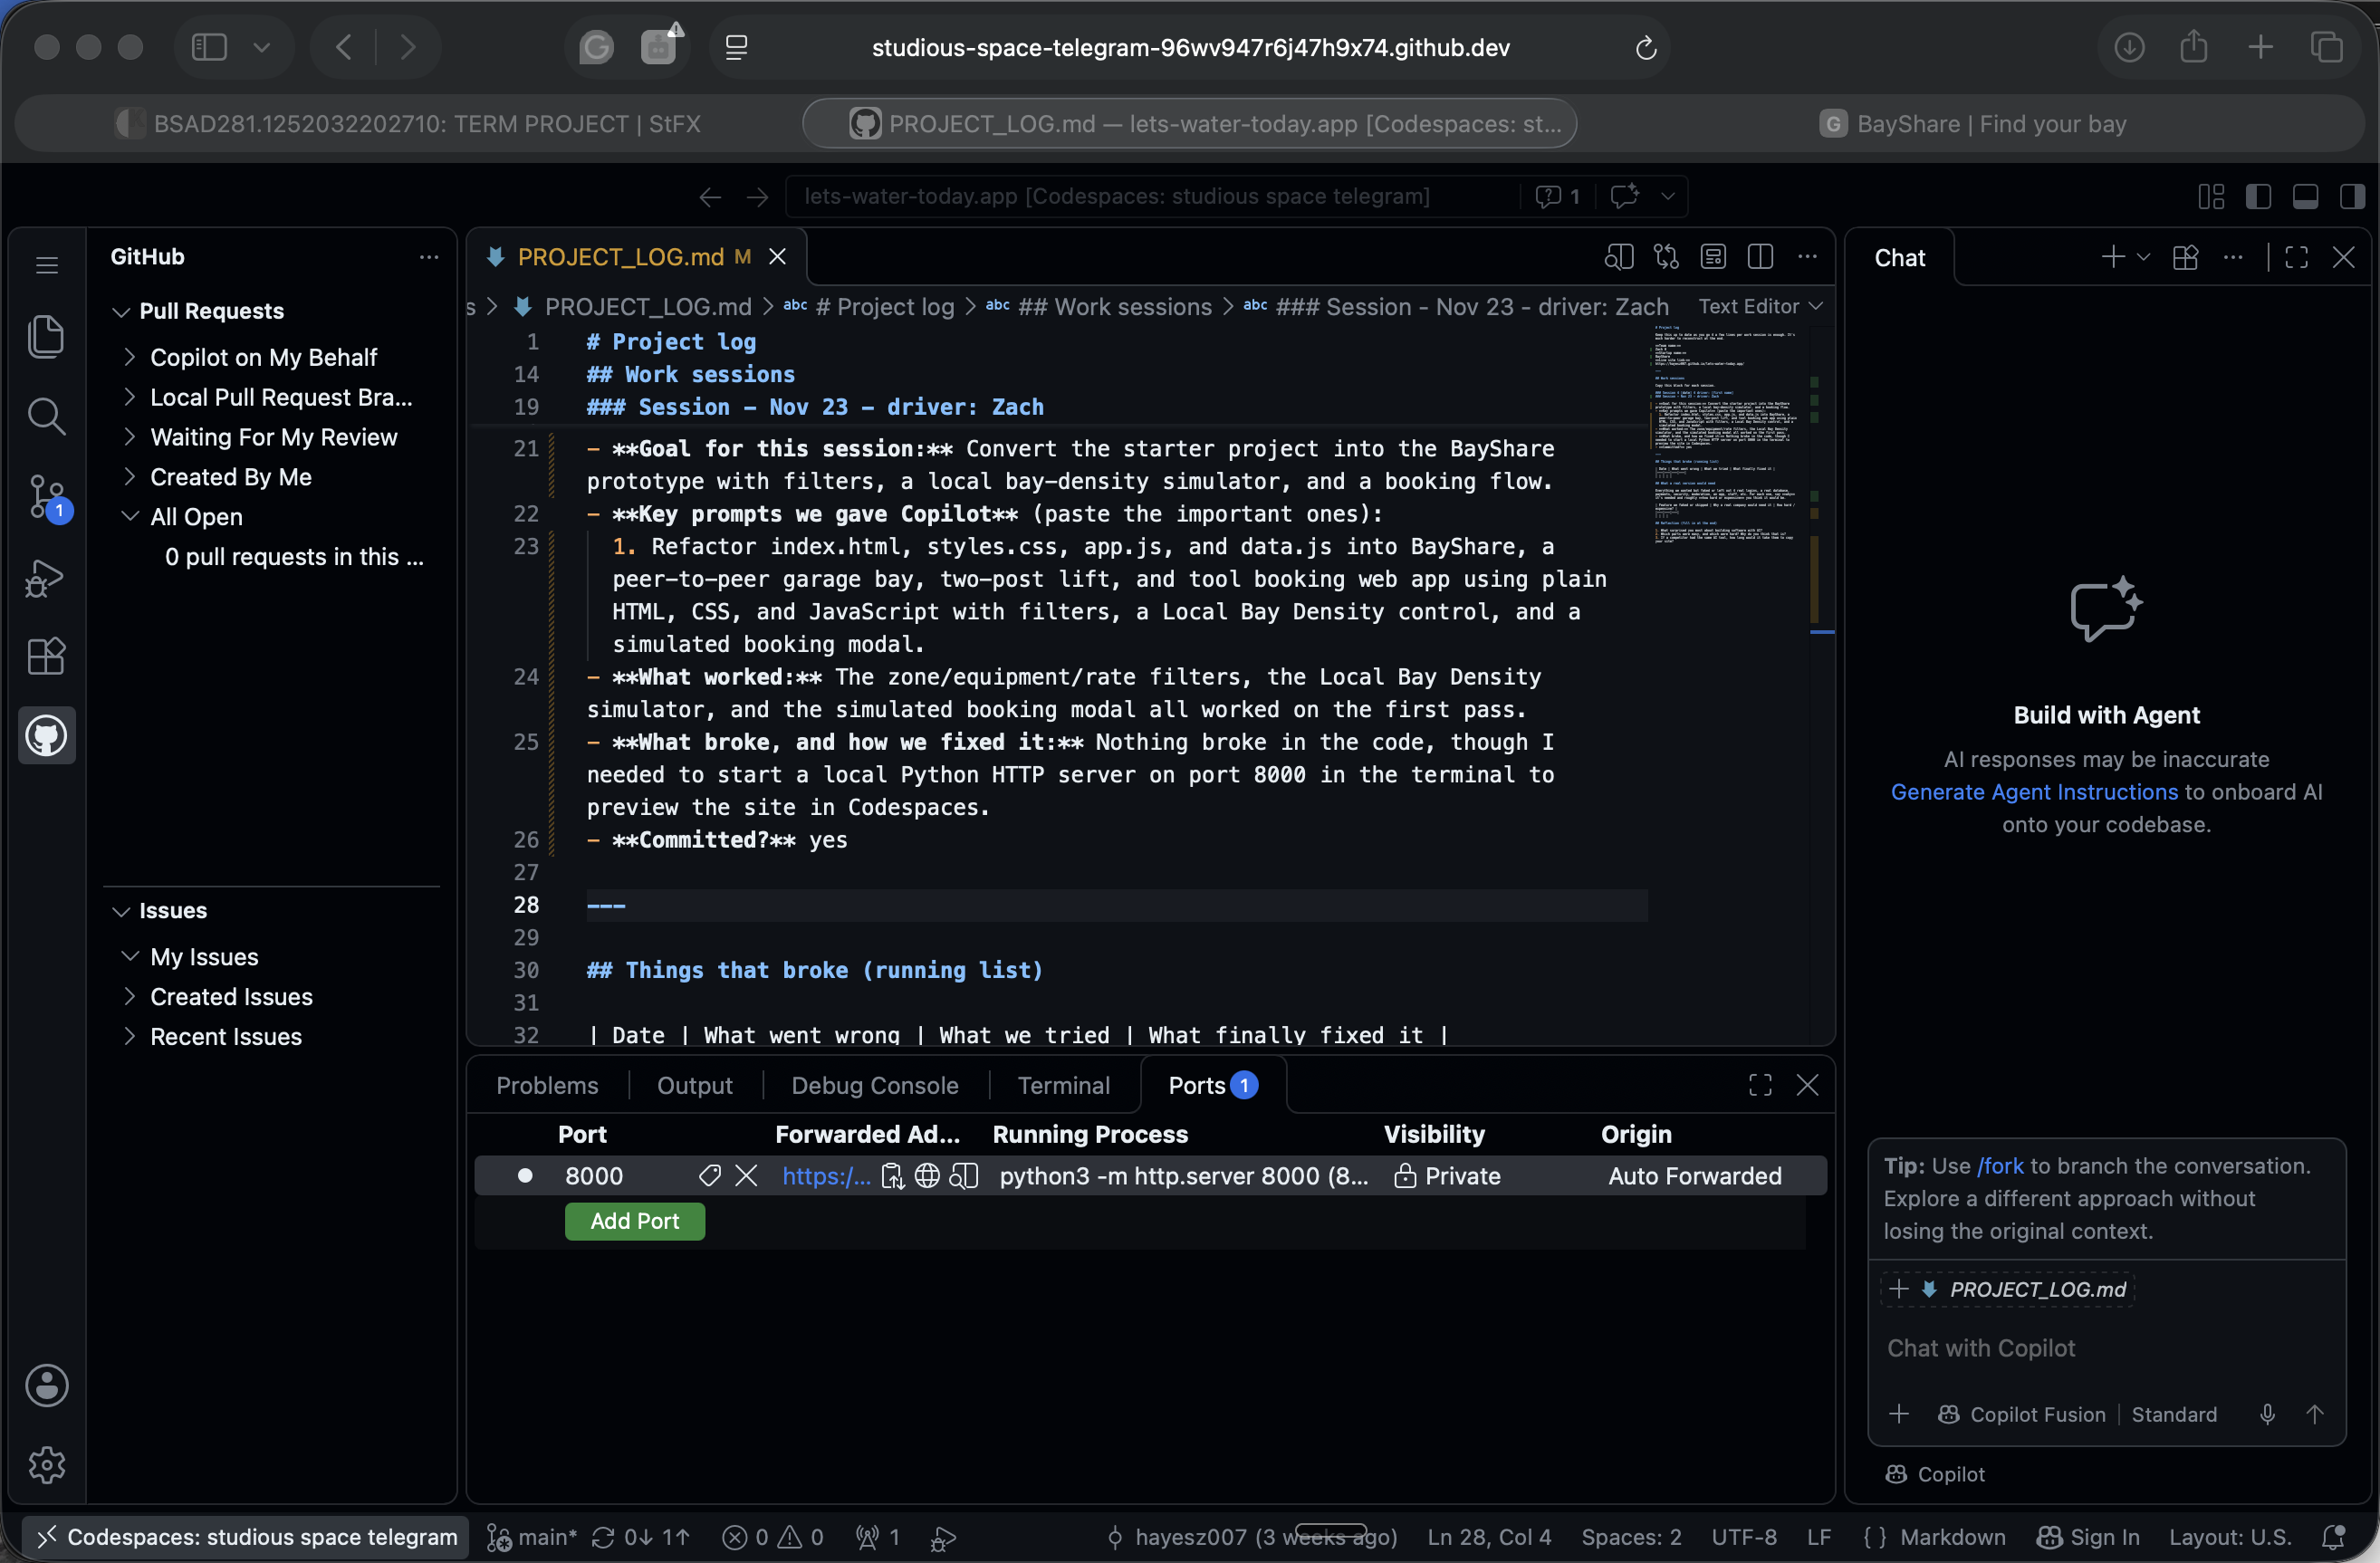 studious-space-telegram-96wv947r6j47h9x74.github.dev
BSAD281.1252032202710: TERM PROJECT | StFX
PROJECT_LOG.md — lets-water-today.app [Codespaces: st...
G BayShare | Find your bay
lets-water-today.app [Codespaces: studious space telegram]
1
GitHub
Pull Requests
Copilot on My Behalf
Local Pull Request Bra...
Waiting For My Review
Created By Me
All Open
0 pull requests in this ...
1
Issues
My Issues
Created Issues
Recent Issues
PROJECT_LOG.md M
s > PROJECT_LOG.md > abc # Project log > abc ## Work sessions > abc ### Session - Nov 23 - driver: Zach
Text Editor
1 # Project log
14 ## Work sessions
19 ### Session - Nov 23 - driver: Zach
21 - **Goal for this session:** Convert the starter project into the BayShare
prototype with filters, a local bay-density simulator, and a booking flow.
22 - **Key prompts we gave Copilot** (paste the important ones):
23 1. Refactor index.html, styles.css, app.js, and data.js into BayShare, a
peer-to-peer garage bay, two-post lift, and tool booking web app using plain
HTML, CSS, and JavaScript with filters, a Local Bay Density control, and a
simulated booking modal.
24 - **What worked:** The zone/equipment/rate filters, the Local Bay Density
simulator, and the simulated booking modal all worked on the first pass.
25 - **What broke, and how we fixed it:** Nothing broke in the code, though I
needed to start a local Python HTTP server on port 8000 in the terminal to
preview the site in Codespaces.
26 - **Committed?** yes
27
28 ---
29
30 ## Things that broke (running list)
31
32 | Date | What went wrong | What we tried | What finally fixed it |
Problems
Output
Debug Console
Terminal
Ports 1
Port
Forwarded Ad...
Running Process
Visibility
Origin
8000
https:/...
python3 -m http.server 8000 (8...
Private
Auto Forwarded
Add Port
Chat
Build with Agent
AI responses may be inaccurate
Generate Agent Instructions to onboard AI
onto your codebase.
Tip: Use /fork to branch the conversation.
Explore a different approach without
losing the original context.
PROJECT_LOG.md
Chat with Copilot
Copilot Fusion
Standard
Copilot
Codespaces: studious space telegram
main*
0↓ 1↑
0
0
1
hayesz007 (3 weeks ago)
Ln 28, Col 4
Spaces: 2
UTF-8
LF
{ } Markdown
Sign In
Layout: U.S.